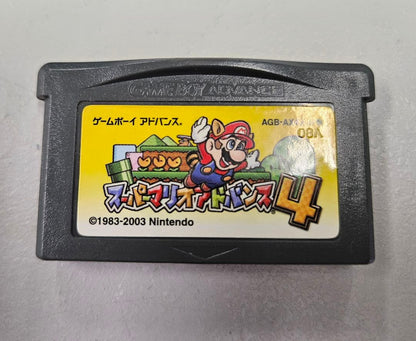 GAME BOY ADVANCE
ゲームボーイ アドバンス
08A
スーパーマリオアドバンス4
©1983-2003 Nintendo